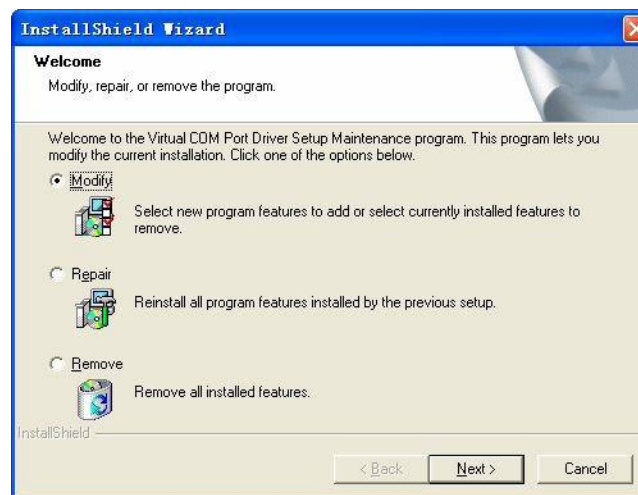 InstallShield Wizard
Welcome
Modify, repair, or remove the program.
Welcome to the Virtual COM Port Driver Setup Maintenance program. This program lets you
modify the current installation. Click one of the options below.
Modify
Select new program features to add or select currently installed features to
remove.
Repair
Reinstall all program features installed by the previous setup.
Remove
Remove all installed features.
InstallShield
< Back Next > Cancel